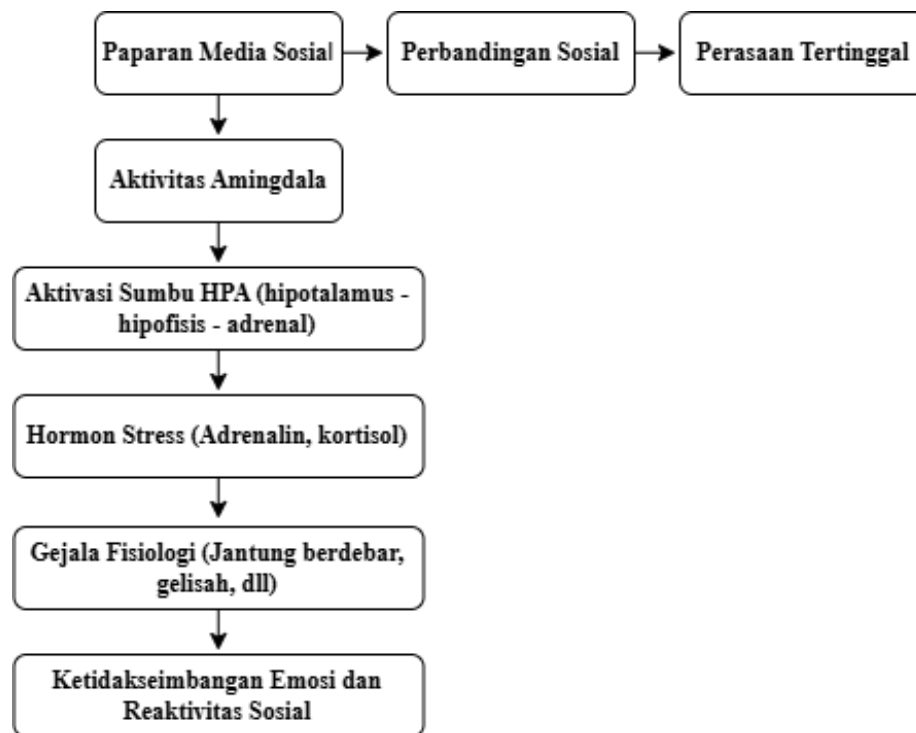 Paparan Media Sosial
Perbandingan Sosial
Perasaan Tertinggal
Aktivitas Amingdala
Aktivasi Sumbu HPA (hipotalamus -
hipofisis - adrenal)
Hormon Stress (Adrenalin, kortisol)
Gejala Fisiologi (Jantung berdebar,
gelisah, dll)
Ketidakseimbangan Emosi dan
Reaktivitas Sosial